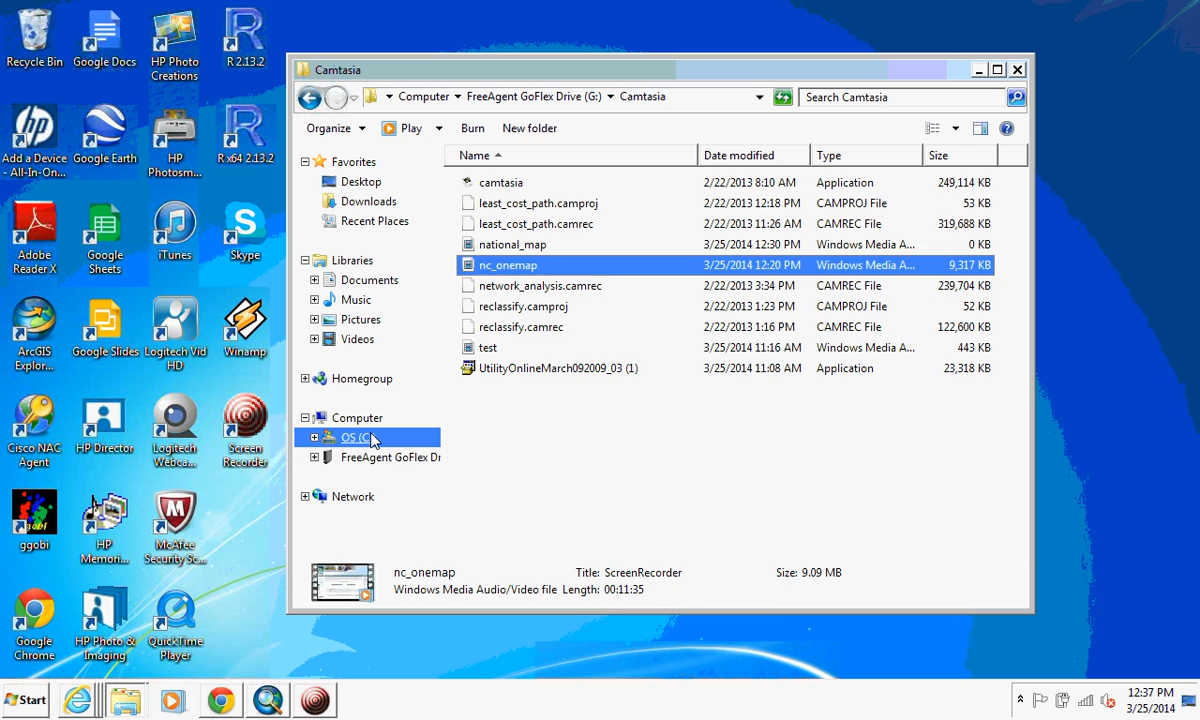 Recycle Bin
Google Docs
HP Photo
Creations
R 2.13.2
Add a Device
- All-In-On...
Google Earth
HP
Photosm...
R x64 2.13.2
Adobe
Reader X
Google
Sheets
iTunes
Skype
ArcGIS
Explor...
Google Slides
Logitech Vid
HD
Winamp
Cisco NAC
Agent
HP Director
Logitech
Webca...
Screen
Recorder
ggobi
HP
Memori...
McAfee
Security Sc...
Google
Chrome
HP Photo &
Imaging
QuickTime
Player
Camtasia
Computer FreeAgent GoFlex Drive (G:) Camtasia
Search Camtasia
Organize Play Burn New folder
Favorites
Desktop
Downloads
Recent Places
Libraries
Documents
Music
Pictures
Videos
Homegroup
Computer
OS (C
FreeAgent GoFlex Dr
Network
Name Date modified Type Size
camtasia 2/22/2013 8:10 AM Application 249,114 KB
least_cost_path.camproj 2/22/2013 12:18 PM CAMPROJ File 53 KB
least_cost_path.camrec 2/22/2013 11:26 AM CAMREC File 319,688 KB
national_map 3/25/2014 12:30 PM Windows Media A... 0 KB
nc_onemap 3/25/2014 12:20 PM Windows Media A... 9,317 KB
network_analysis.camrec 2/22/2013 3:34 PM CAMREC File 239,704 KB
reclassify.camproj 2/22/2013 1:23 PM CAMPROJ File 52 KB
reclassify.camrec 2/22/2013 1:16 PM CAMREC File 122,600 KB
test 3/25/2014 11:16 AM Windows Media A... 443 KB
UtilityOnlineMarch092009_03 (1) 3/25/2014 11:08 AM Application 23,318 KB
nc_onemap Title: ScreenRecorder Size: 9.09 MB
Windows Media Audio/Video file Length: 00:11:35
Start
12:37 PM
3/25/2014